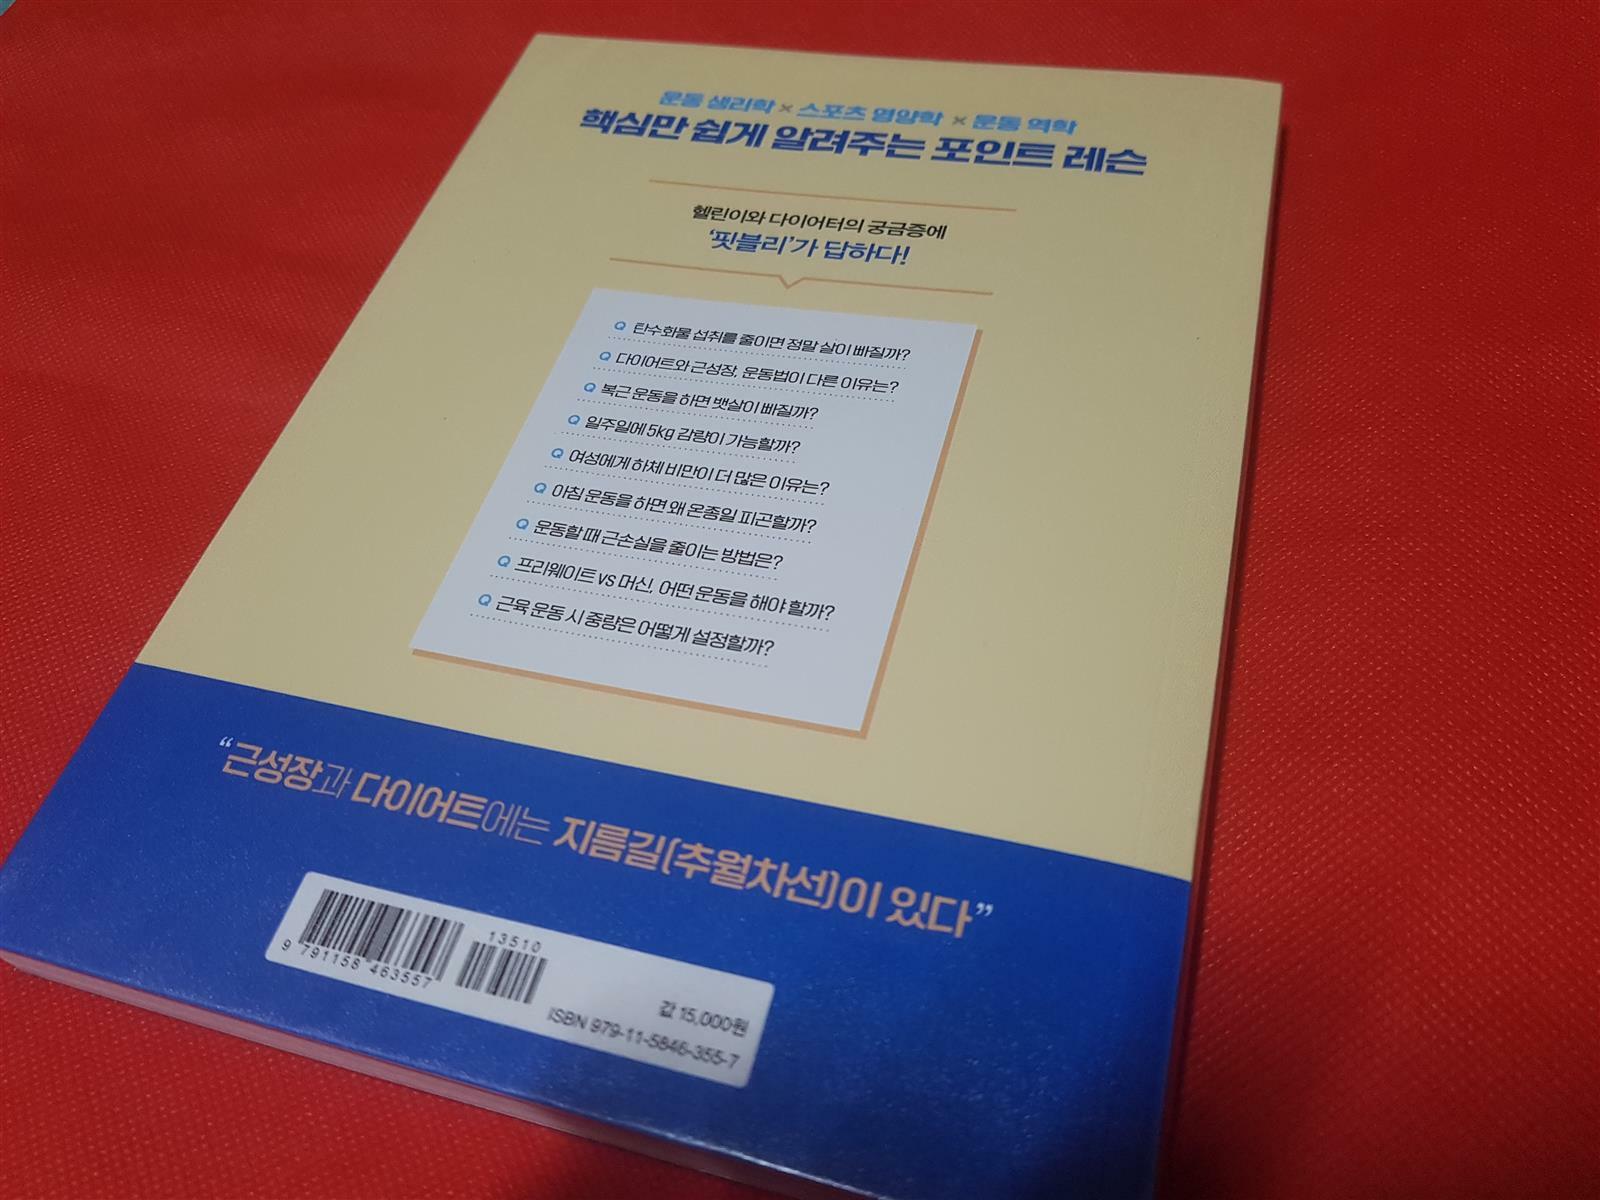 운동 생리학 × 스포츠 영양학 × 운동 역학
핵심만 쉽게 알려주는 포인트 레슨
헬린이와 다이어터의 궁금증에
‘핏블리’가 답하다!
Q 탄수화물 섭취를 줄이면 정말 살이 빠질까?
Q 다이어트와 근성장, 운동법이 다른 이유는?
Q 복근 운동을 하면 뱃살이 빠질까?
Q 일주일에 5kg 감량이 가능할까?
Q 여성에게 하체 비만이 더 많은 이유는?
Q 아침 운동을 하면 왜 온종일 피곤할까?
Q 운동할 때 근손실을 줄이는 방법은?
Q 프리웨이트 vs 머신, 어떤 운동을 해야 할까?
Q 근육 운동 시 중량은 어떻게 설정할까?
“근성장과 다이어트에는 지름길(추월차선)이 있다”
13510
9 791158 463557
값 15,000원
ISBN 979-11-5846-355-7